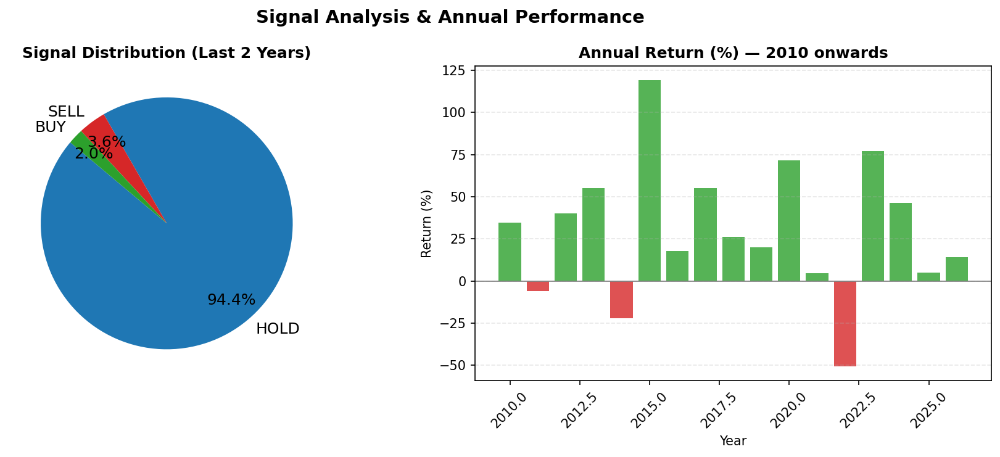 Signal Analysis & Annual Performance
Signal Distribution (Last 2 Years)
SELL
BUY
3.6%
2.0%
94.4%
HOLD
Annual Return (%) — 2010 onwards
125
100
75
50
25
0
−25
−50
Return (%)
2010.0
2012.5
2015.0
2017.5
2020.0
2022.5
2025.0
Year